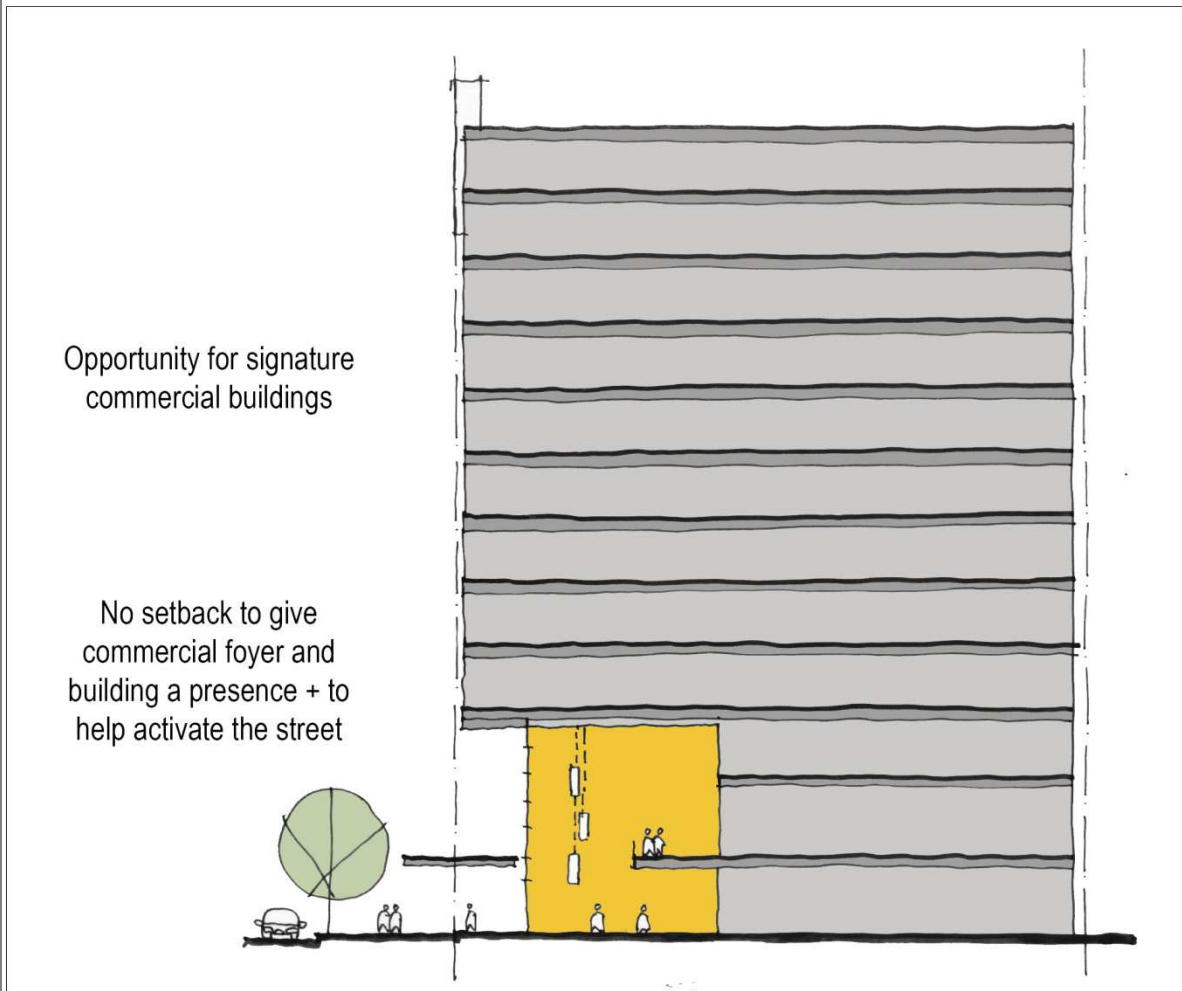 Opportunity for signature
commercial buildings
No setback to give
commercial foyer and
building a presence + to
help activate the street